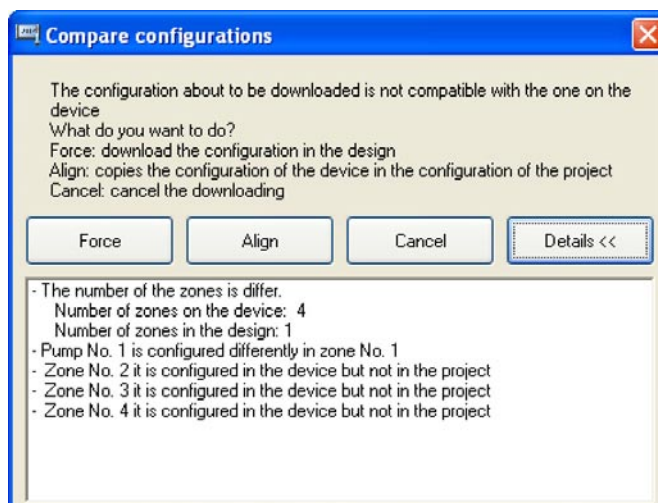 Compare configurations
The configuration about to be downloaded is not compatible with the one on the
device
What do you want to do?
Force: download the configuration in the design
Align: copies the configuration of the device in the configuration of the project
Cancel: cancel the downloading
Force Align Cancel Details <<
- The number of the zones is differ.
Number of zones on the device: 4
Number of zones in the design: 1
- Pump No. 1 is configured differently in zone No. 1
- Zone No. 2 it is configured in the device but not in the project
- Zone No. 3 it is configured in the device but not in the project
- Zone No. 4 it is configured in the device but not in the project